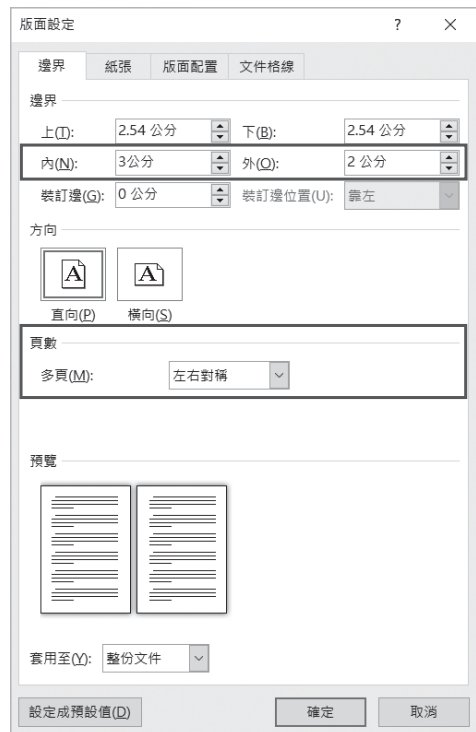 版面設定 ? ×
邊界 紙張 版面配置 文件格線
邊界
上(T): 2.54 公分 下(B): 2.54 公分
內(N): 3公分 外(O): 2 公分
裝訂邊(G): 0 公分 裝訂邊位置(U): 靠左
方向
A A
直向(P) 橫向(S)
頁數
多頁(M): 左右對稱
預覽
套用至(Y): 整份文件
設定成預設值(D) 確定 取消